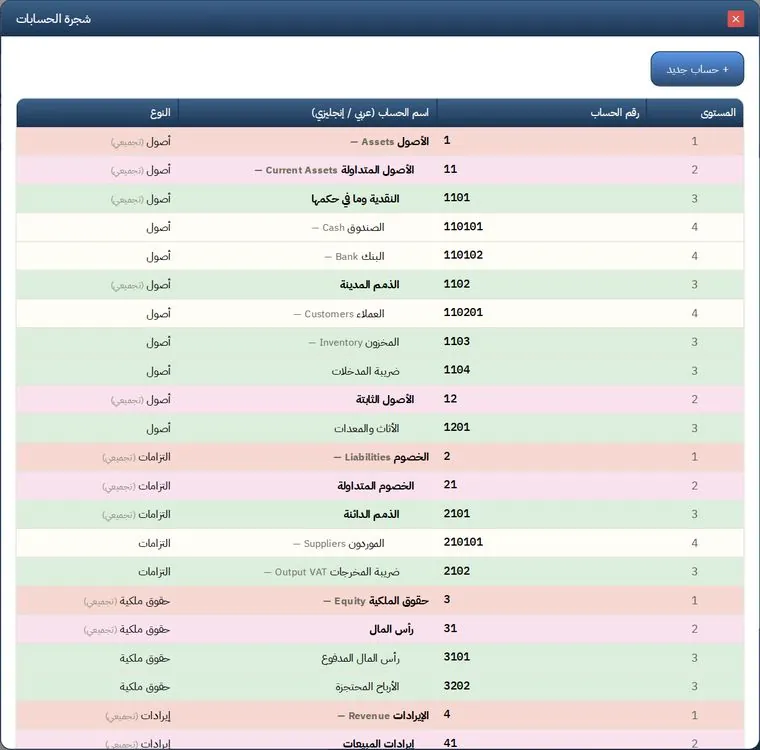 شجرة الحسابات
+ حساب جديد
المستوى رقم الحساب اسم الحساب (عربي / إنجليزي) النوع
1 1 الأصول Assets — أصول (تجميعي)
2 11 الأصول المتداولة Current Assets — أصول (تجميعي)
3 1101 النقدية وما في حكمها أصول (تجميعي)
4 110101 الصندوق Cash — أصول
4 110102 البنك Bank — أصول
3 1102 الذمم المدينة أصول (تجميعي)
4 110201 العملاء Customers — أصول
3 1103 المخزون Inventory — أصول
3 1104 ضريبة المدخلات أصول
2 12 الأصول الثابتة أصول (تجميعي)
3 1201 الأثاث والمعدات أصول
1 2 الخصوم Liabilities — التزامات (تجميعي)
2 21 الخصوم المتداولة التزامات (تجميعي)
3 2101 الذمم الدائنة التزامات (تجميعي)
4 210101 الموردون Suppliers — التزامات
3 2102 ضريبة المخرجات Output VAT — التزامات
1 3 حقوق الملكية Equity — حقوق ملكية (تجميعي)
2 31 رأس المال حقوق ملكية (تجميعي)
3 3101 رأس المال المدفوع حقوق ملكية
3 3202 الأرباح المحتجزة حقوق ملكية
1 4 الإيرادات Revenue — إيرادات (تجميعي)
2 41 إيرادات المبيعات إيرادات (تجميعي)